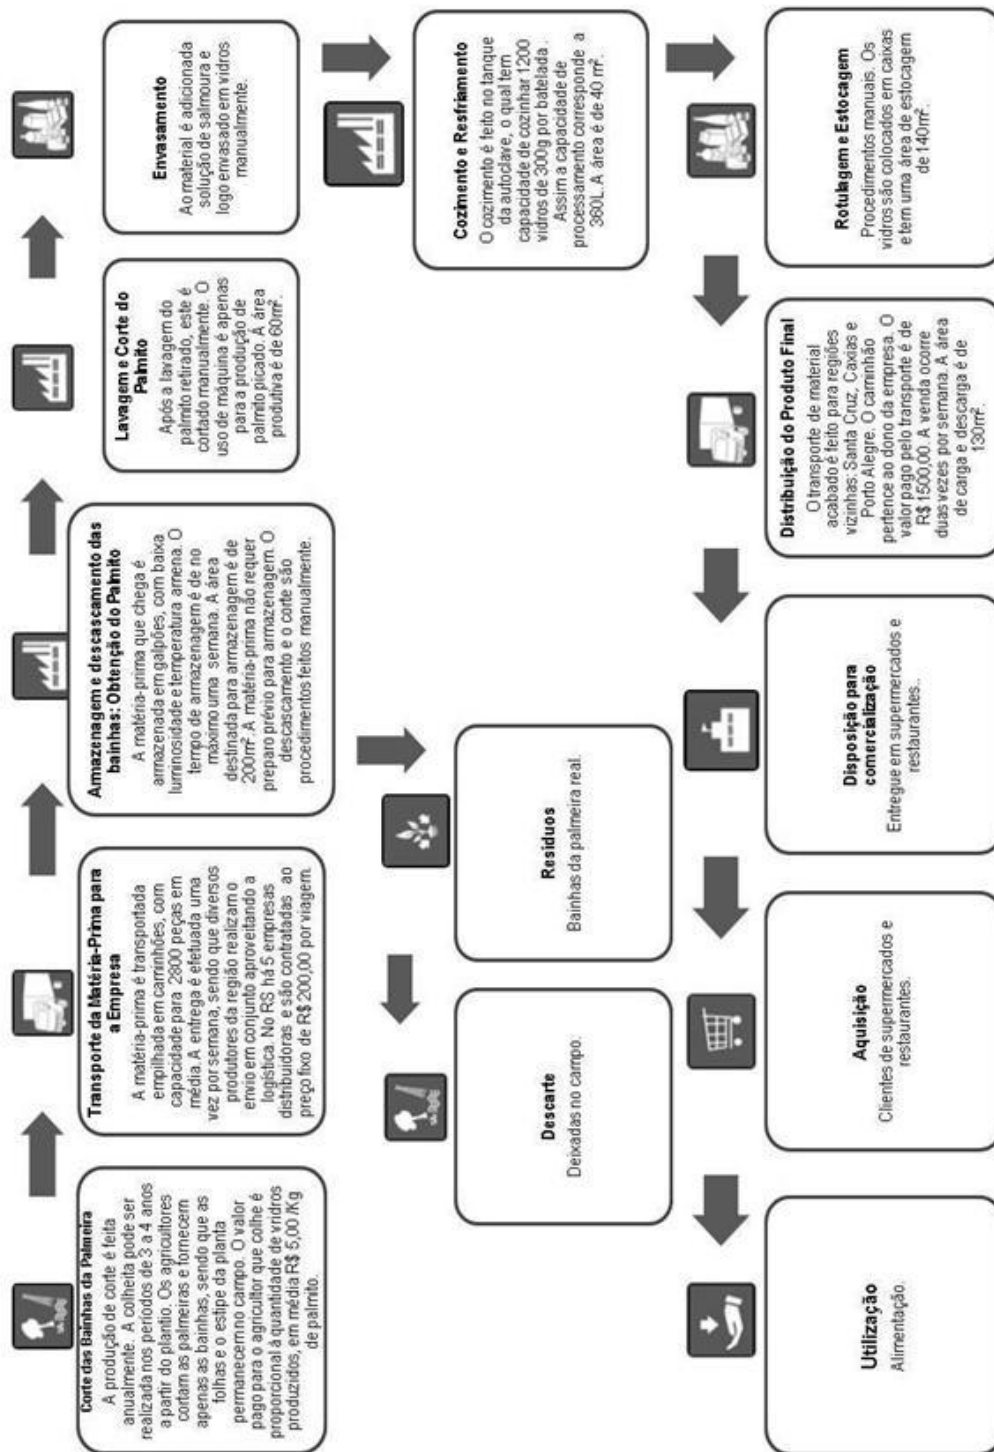 Corte das Bainhas da Palmeira
A produção de corte é feita
anualmente. A colheita pode ser
realizada nos períodos de 3 a 4 anos
a partir do plantio. Os agricultores
cortam as palmeiras e fornecem
apenas as bainhas, sendo que as
folhas e o estipe da planta
permanecem no campo. O valor
pago para o agricultor que colhe é
proporcional à quantidade de vridros
produzidos, em média R$ 5,00 /Kg
de palmito.
Transporte da Matéria-Prima para
a Empresa
A matéria-prima é transportada
empilhada em caminhões, com
capacidade para 2800 peças em
média. A entrega é efetuada uma
vez por semana, sendo que diversos
produtores da região realizam o
envio em conjunto aproveitando a
logística. No RS há 5 empresas
distribuidoras e são contratadas ao
preço fixo de R$ 200,00 por viagem.
Armazenagem e descascamento das
bainhas: Obtenção do Palmito
A matéria-prima que chega é
armazenada em galpões, com baixa
luminosidade e temperatura amena. O
tempo de armazenagem é de no
máximo uma semana. A área
destinada para armazenagem é de
200m². A matéria-prima não requer
preparo prévio para armazenagem. O
descascamento e o corte são
procedimentos feitos manualmente.
Lavagem e Corte do
Palmito
Após a lavagem do
palmito retirado, este é
cortado manualmente. O
uso de máquina é apenas
para a produção de
palmito picado. A área
produtiva é de 60m².
Envasamento
Ao material é adicionada
solução de salmoura e
logo envasado em vidros
manualmente.
Cozimento e Resfriamento
O cozimento é feito no tanque
da autoclave, o qual tem
capacidade de cozinhar 1200
vidros de 300g por batelada .
Assim a capacidade de
processamento corresponde a
360L. A área é de 40 m².
Rotulagem e Estocagem
Procedimentos manuais. Os
vidros são colocados em caixas
e tem uma área de estocagem
de 140m².
Distribuição do Produto Final
O transporte de material
acabado é feito para regiões
vizinhas: Santa Cruz, Caxias e
Porto Alegre. O caminhão
pertence ao dono da empresa. O
valor pago pelo transporte é de
R$ 1500,00. A venda ocorre
duas vezes por semana. A área
de carga e descarga é de
130m².
Disposição para
comercialização
Entregue em supermercados e
restaurantes..
Aquisição
Clientes de supermercados e
restaurantes.
Utilização
Alimentação.
Resíduos
Bainhas da palmeira real.
Descarte
Deixadas no campo.